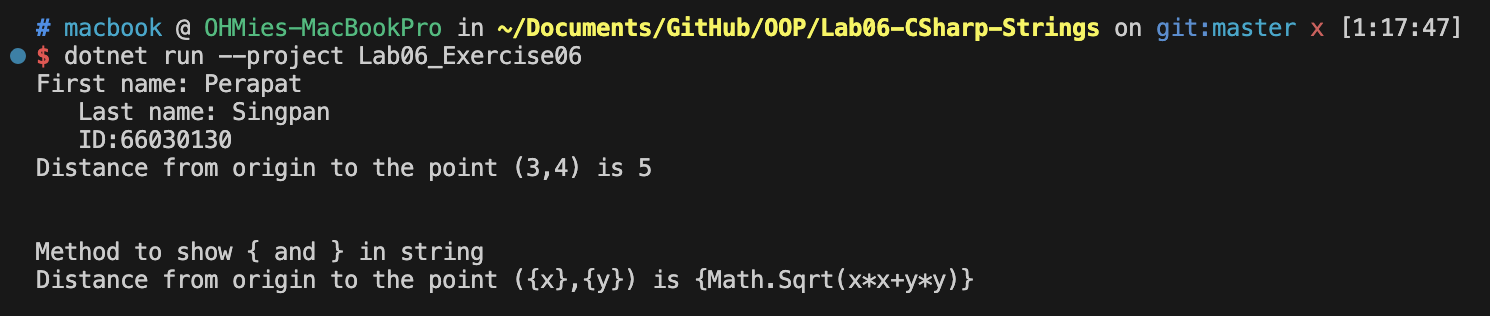 # macbook @ OHMies-MacBookPro in ~/Documents/GitHub/OOP/Lab06-CSharp-Strings on git:master x [1:17:47]
$ dotnet run --project Lab06_Exercise06
First name: Perapat
   Last name: Singpan
   ID:66030130
Distance from origin to the point (3,4) is 5
Method to show { and } in string
Distance from origin to the point ({x},{y}) is {Math.Sqrt(x*x+y*y)}